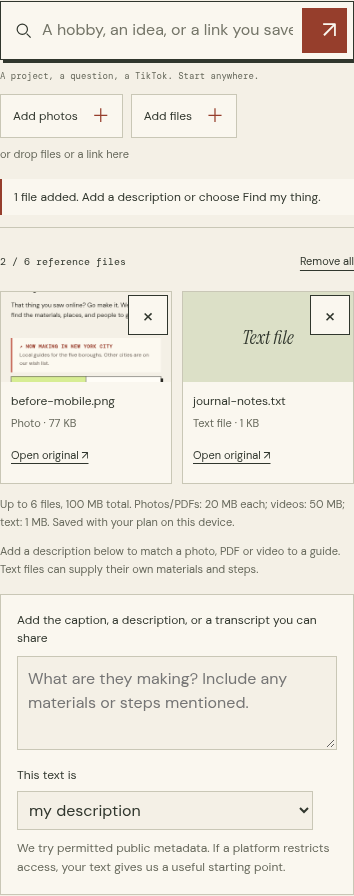 A hobby, an idea, or a link you save
A project, a question, a TikTok. Start anywhere.
Add photos +
Add files +
or drop files or a link here
1 file added. Add a description or choose Find my thing.
2 / 6 reference files
Remove all
That thing you saw online? Go make it. We
find the materials, places, and people to g
↗ NOW MAKING IN NEW YORK CITY
Local guides for the five boroughs. Other cities are on
our wish list.
×
before-mobile.png
Photo · 77 KB
Open original ↗
Text file
×
journal-notes.txt
Text file · 1 KB
Open original ↗
Up to 6 files, 100 MB total. Photos/PDFs: 20 MB each; videos: 50 MB;
text: 1 MB. Saved with your plan on this device.
Add a description below to match a photo, PDF or video to a guide.
Text files can supply their own materials and steps.
Add the caption, a description, or a transcript you can
share
What are they making? Include any
materials or steps mentioned.
This text is
my description
We try permitted public metadata. If a platform restricts
access, your text gives us a useful starting point.